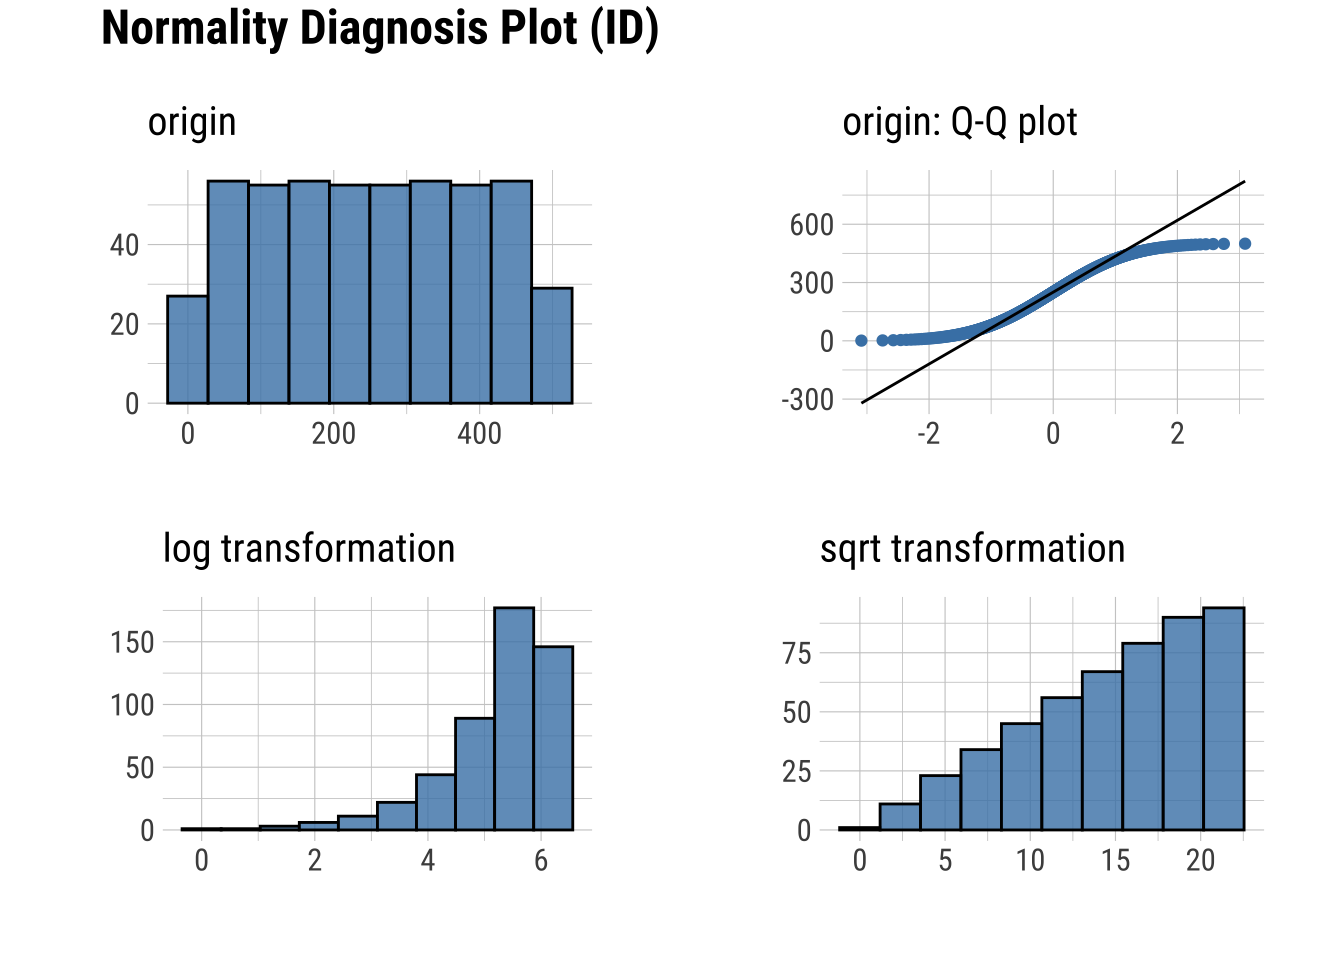 Normality Diagnosis Plot (ID)
origin
40
20
0
0 200 400
origin: Q-Q plot
600
300
0
-300
-2 0 2
log transformation
150
100
50
0
0 2 4 6
sqrt transformation
75
50
25
0
0 5 10 15 20